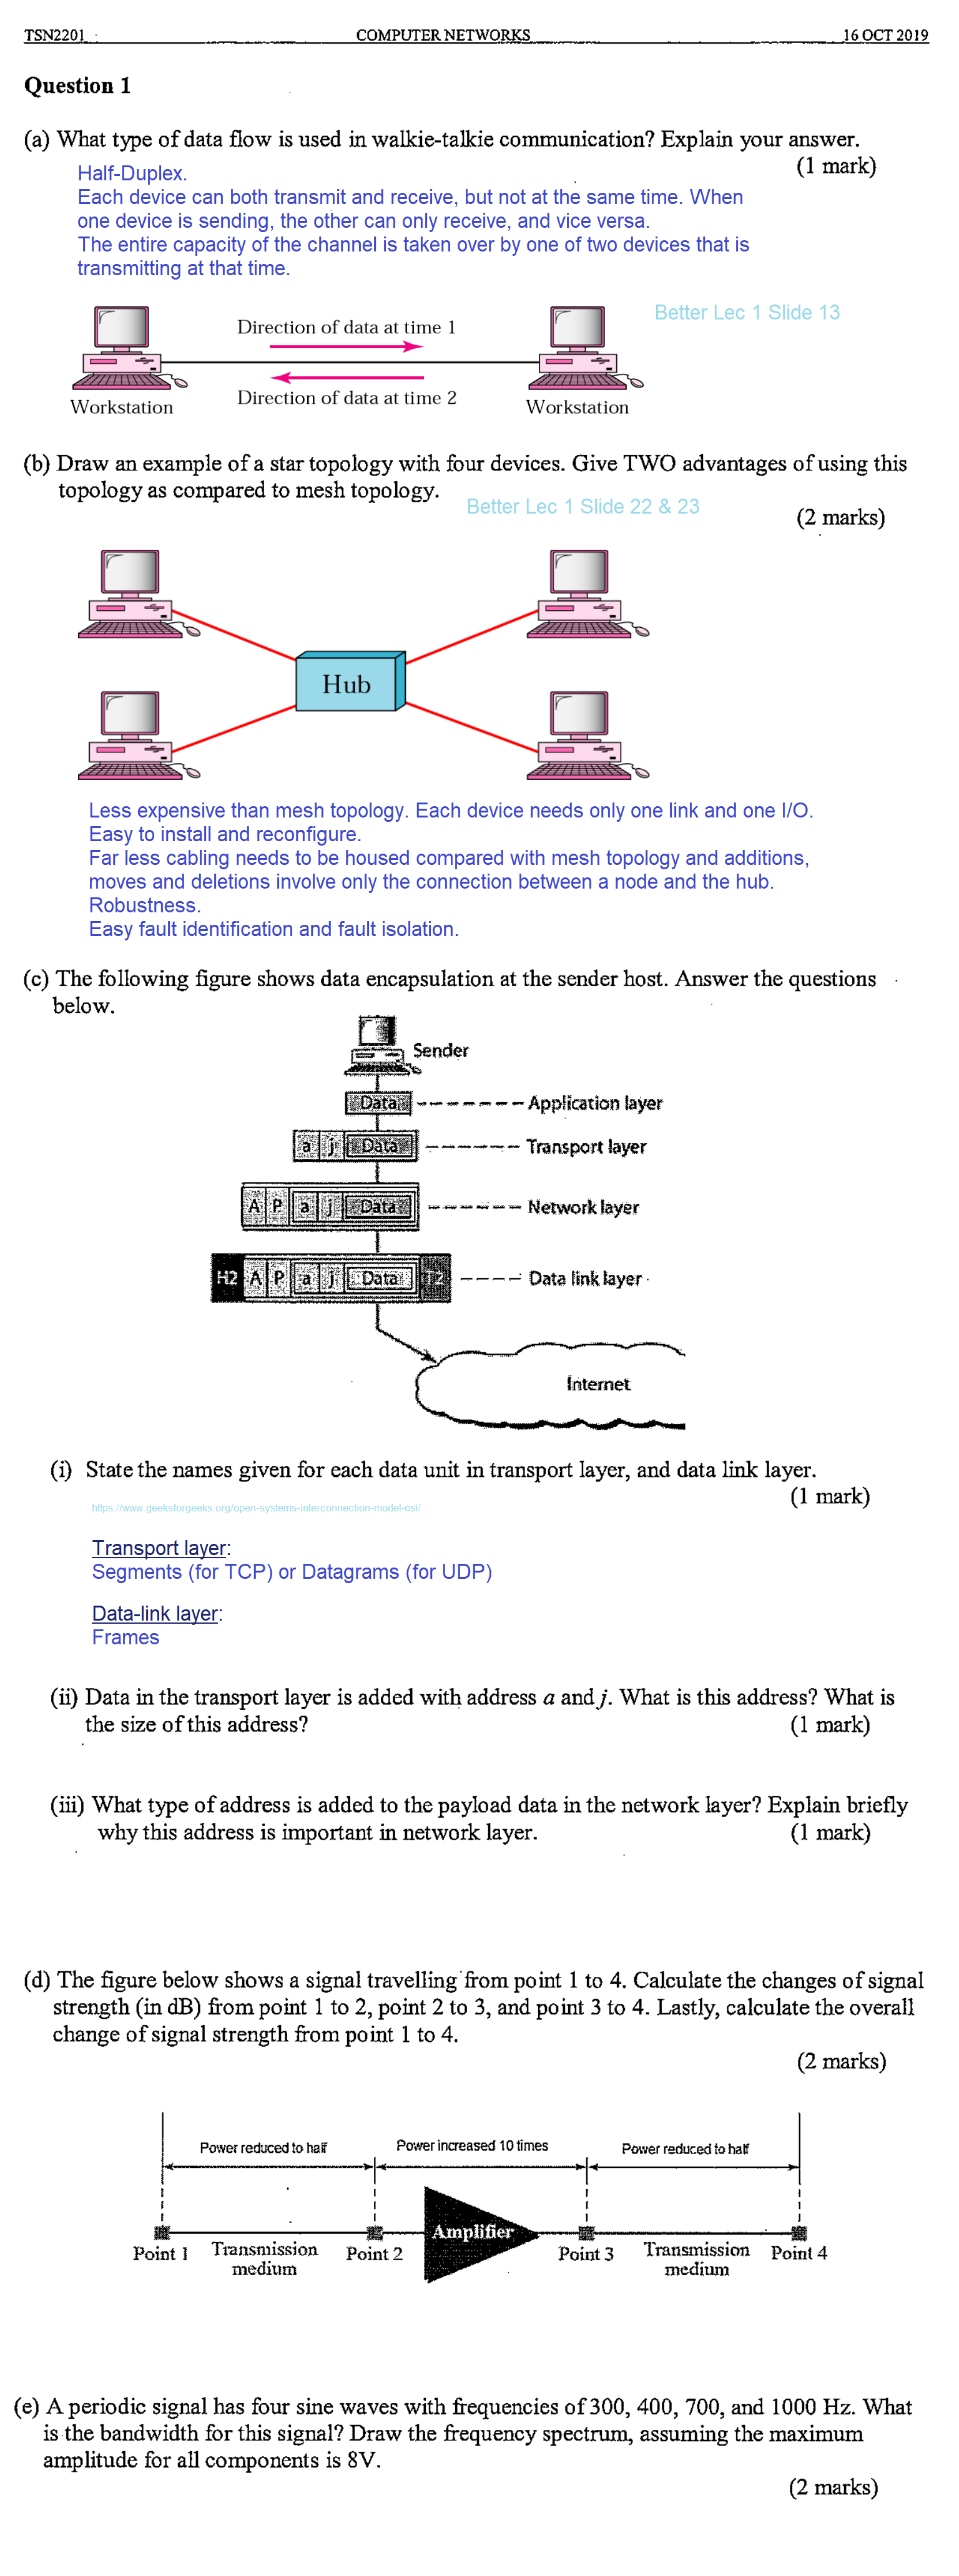 TSN2201
COMPUTER NETWORKS
16 OCT 2019
Question 1
(a) What type of data flow is used in walkie-talkie communication? Explain your answer.
(1 mark)
Half-Duplex.
Each device can both transmit and receive, but not at the same time. When
one device is sending, the other can only receive, and vice versa.
The entire capacity of the channel is taken over by one of two devices that is
transmitting at that time.
Better Lec 1 Slide 13
Direction of data at time 1
Direction of data at time 2
Workstation
Workstation
(b) Draw an example of a star topology with four devices. Give TWO advantages of using this
topology as compared to mesh topology.
Better Lec 1 Slide 22 & 23
(2 marks)
Hub
Less expensive than mesh topology. Each device needs only one link and one I/O.
Easy to install and reconfigure.
Far less cabling needs to be housed compared with mesh topology and additions,
moves and deletions involve only the connection between a node and the hub.
Robustness.
Easy fault identification and fault isolation.
(c) The following figure shows data encapsulation at the sender host. Answer the questions
below.
Sender
Data Application layer
a j Data Transport layer
A P a j Data Network layer
H2 A P a j Data T2 Data link layer
Internet
(i) State the names given for each data unit in transport layer, and data link layer.
(1 mark)
https://www.geeksforgeeks.org/open-systems-interconnection-model-osi/
Transport layer:
Segments (for TCP) or Datagrams (for UDP)
Data-link layer:
Frames
(ii) Data in the transport layer is added with address a and j. What is this address? What is
the size of this address?
(1 mark)
(iii) What type of address is added to the payload data in the network layer? Explain briefly
why this address is important in network layer.
(1 mark)
(d) The figure below shows a signal travelling from point 1 to 4. Calculate the changes of signal
strength (in dB) from point 1 to 2, point 2 to 3, and point 3 to 4. Lastly, calculate the overall
change of signal strength from point 1 to 4.
(2 marks)
Power reduced to half
Power increased 10 times
Power reduced to half
Amplifier
Point 1
Transmission
medium
Point 2
Point 3
Transmission
medium
Point 4
(e) A periodic signal has four sine waves with frequencies of 300, 400, 700, and 1000 Hz. What
is the bandwidth for this signal? Draw the frequency spectrum, assuming the maximum
amplitude for all components is 8V.
(2 marks)